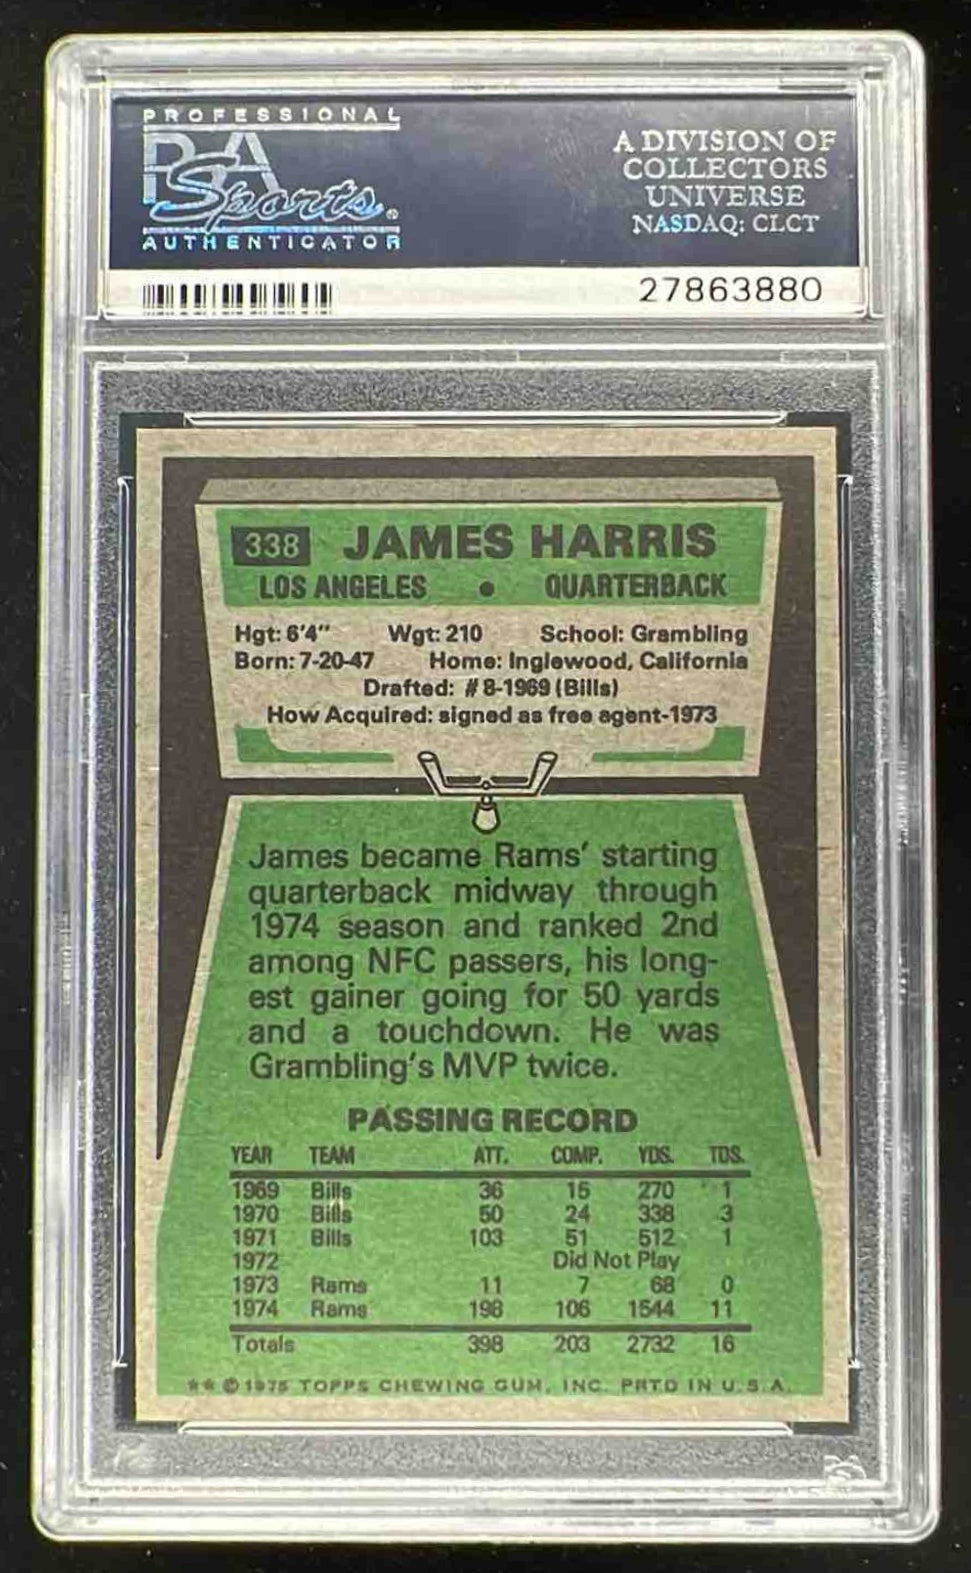 PROFESSIONAL
PSA
Sports®
AUTHENTICATOR
A DIVISION OF
COLLECTORS
UNIVERSE
NASDAQ: CLCT
27863880
338 JAMES HARRIS
LOS ANGELES • QUARTERBACK
Hgt: 6'4" Wgt: 210 School: Grambling
Born: 7-20-47 Home: Inglewood, California
Drafted: #8-1969 (Bills)
How Acquired: signed as free agent-1973
James became Rams' starting
quarterback midway through
1974 season and ranked 2nd
among NFC passers, his long-
est gainer going for 50 yards
and a touchdown. He was
Grambling's MVP twice.
PASSING RECORD
YEAR TEAM ATT. COMP. YDS. TDS.
1969 Bills 36 15 270 1
1970 Bills 50 24 338 3
1971 Bills 103 51 512 1
1972 Did Not Play
1973 Rams 11 7 68 0
1974 Rams 198 106 1544 11
Totals 398 203 2732 16
** © 1975 TOPPS CHEWING GUM, INC. PRTD IN U.S.A.